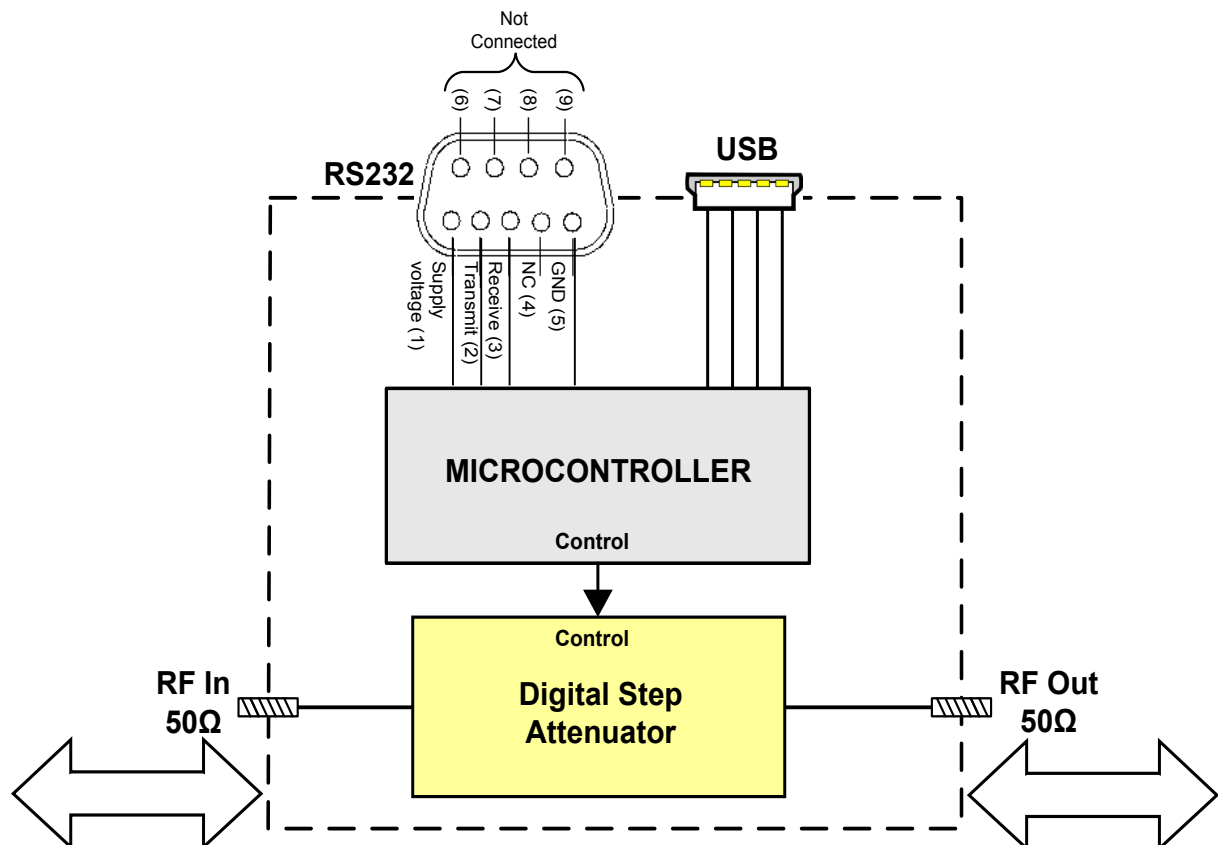 Not
Connected
(6)
(7)
(8)
(9)
RS232
USB
Supply
voltage (1)
Transmit (2)
Receive (3)
NC (4)
GND (5)
MICROCONTROLLER
Control
Control
Digital Step
Attenuator
RF In
50Ω
RF Out
50Ω